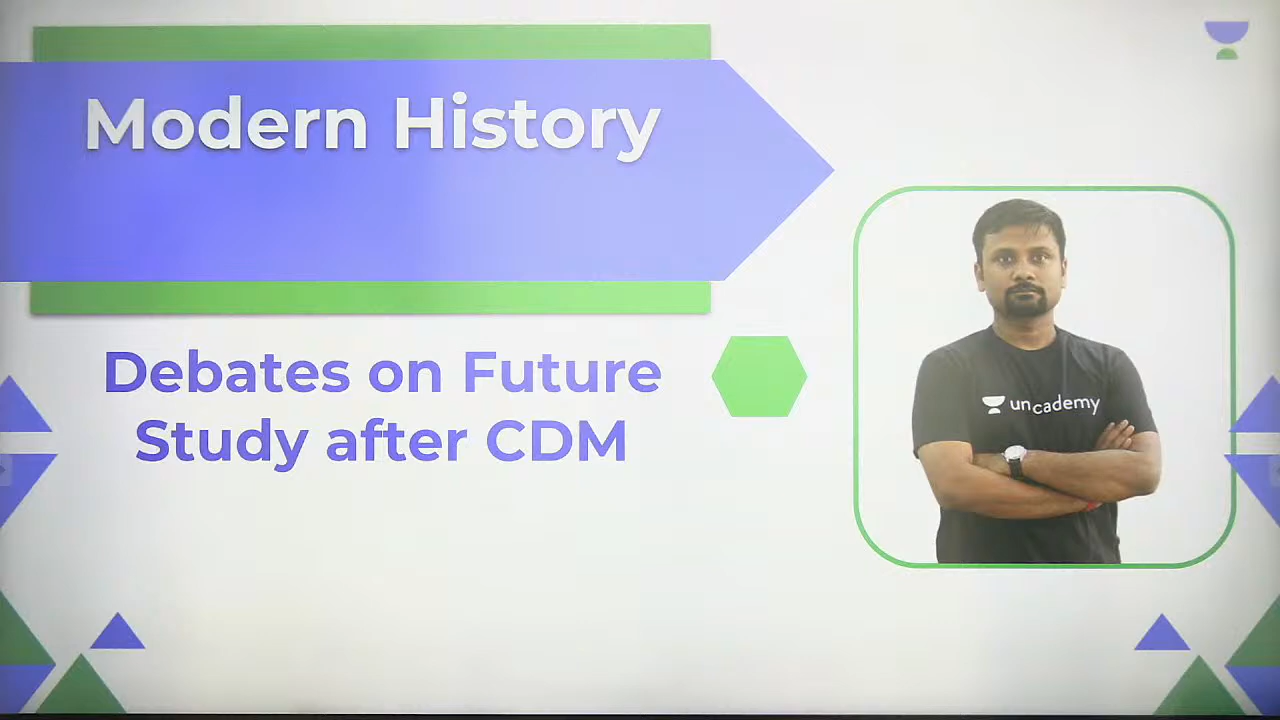 Modern History
Debates on Future
Study after CDM
unacademy